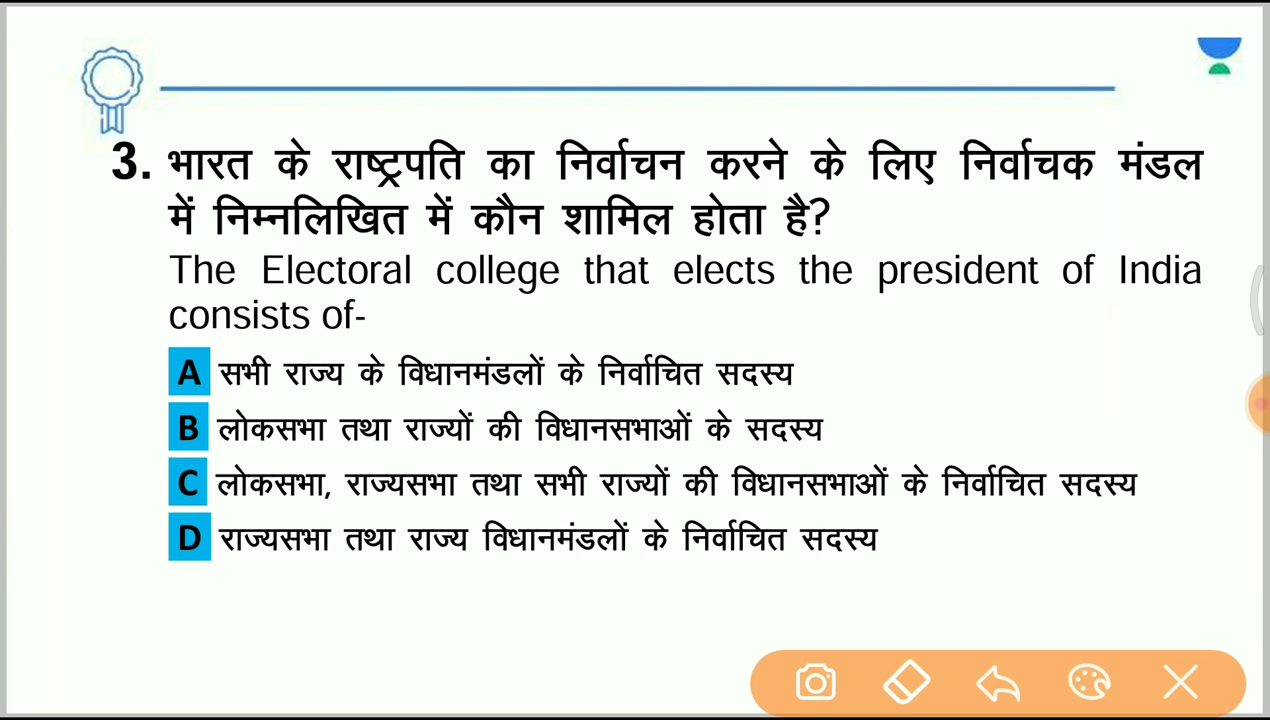 3. भारत के राष्ट्रपति का निर्वाचन करने के लिए निर्वाचक मंडल
में निम्नलिखित में कौन शामिल होता है?
The Electoral college that elects the president of India
consists of-
A सभी राज्य के विधानमंडलों के निर्वाचित सदस्य
B लोकसभा तथा राज्यों की विधानसभाओं के सदस्य
C लोकसभा, राज्यसभा तथा सभी राज्यों की विधानसभाओं के निर्वाचित सदस्य
D राज्यसभा तथा राज्य विधानमंडलों के निर्वाचित सदस्य